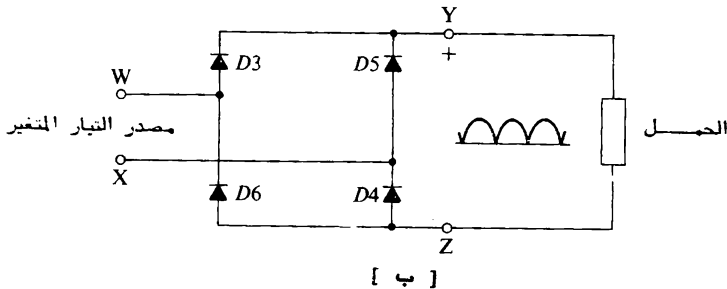 Y
+
D3
D5
W
مصدر التيار المتغير
الحمـــل
X
D6
D4
Z
[ ب ]